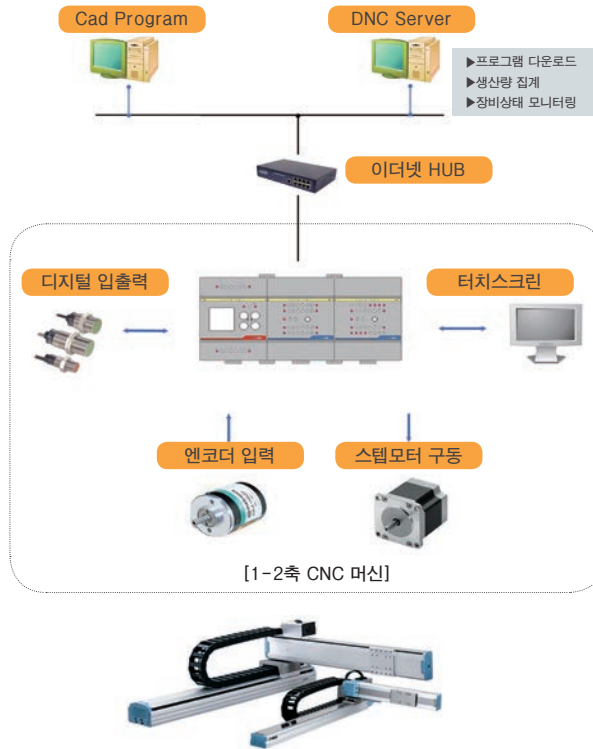 Cad Program
DNC Server
▶프로그램 다운로드
▶생산량 집계
▶장비상태 모니터링
이더넷 HUB
디지털 입출력
터치스크린
엔코더 입력
스텝모터 구동
[1-2축 CNC 머신]